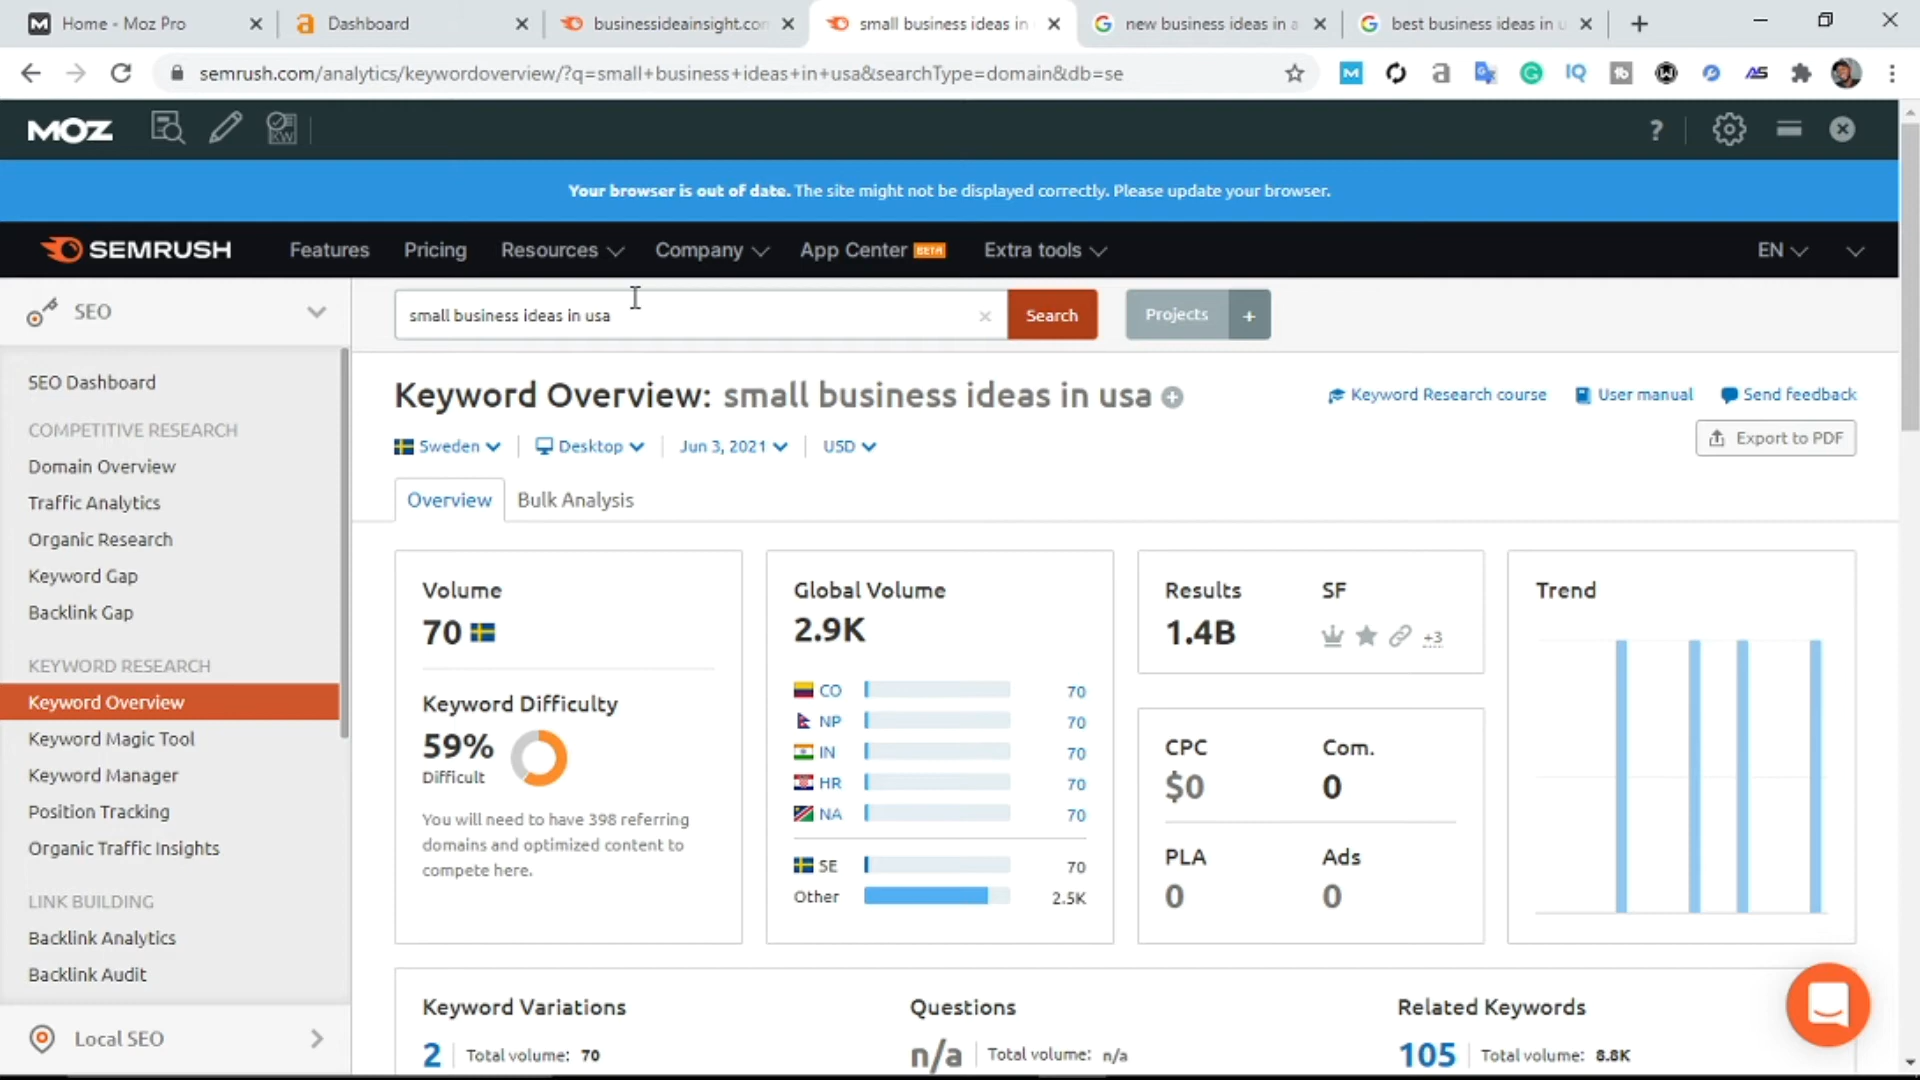 Home - Moz Pro
Dashboard
businessideainsight.com
small business ideas in
new business ideas in a
best business ideas in u
semrush.com/analytics/keywordoverview/?q=small+business+ideas+in+usa&searchType=domain&db=se
MOZ
KW
?
Your browser is out of date. The site might not be displayed correctly. Please update your browser.
SEMRUSH
Features
Pricing
Resources
Company
App Center BETA
Extra tools
EN
SEO
small business ideas in usa
Search
Projects
+
SEO Dashboard
COMPETITIVE RESEARCH
Domain Overview
Traffic Analytics
Organic Research
Keyword Gap
Backlink Gap
KEYWORD RESEARCH
Keyword Overview
Keyword Magic Tool
Keyword Manager
Position Tracking
Organic Traffic Insights
LINK BUILDING
Backlink Analytics
Backlink Audit
Local SEO
Keyword Overview: small business ideas in usa
Keyword Research course
User manual
Send feedback
Sweden
Desktop
Jun 3, 2021
USD
Export to PDF
Overview
Bulk Analysis
Volume
70
Keyword Difficulty
59%
Difficult
You will need to have 398 referring
domains and optimized content to
compete here.
Global Volume
2.9K
CO 70
NP 70
IN 70
HR 70
NA 70
SE 70
Other 2.5K
Results
1.4B
SF
+3
CPC
$0
Com.
0
PLA
0
Ads
0
Trend
Keyword Variations
2 Total volume: 70
Questions
n/a Total volume: n/a
Related Keywords
105 Total volume: 8.8K